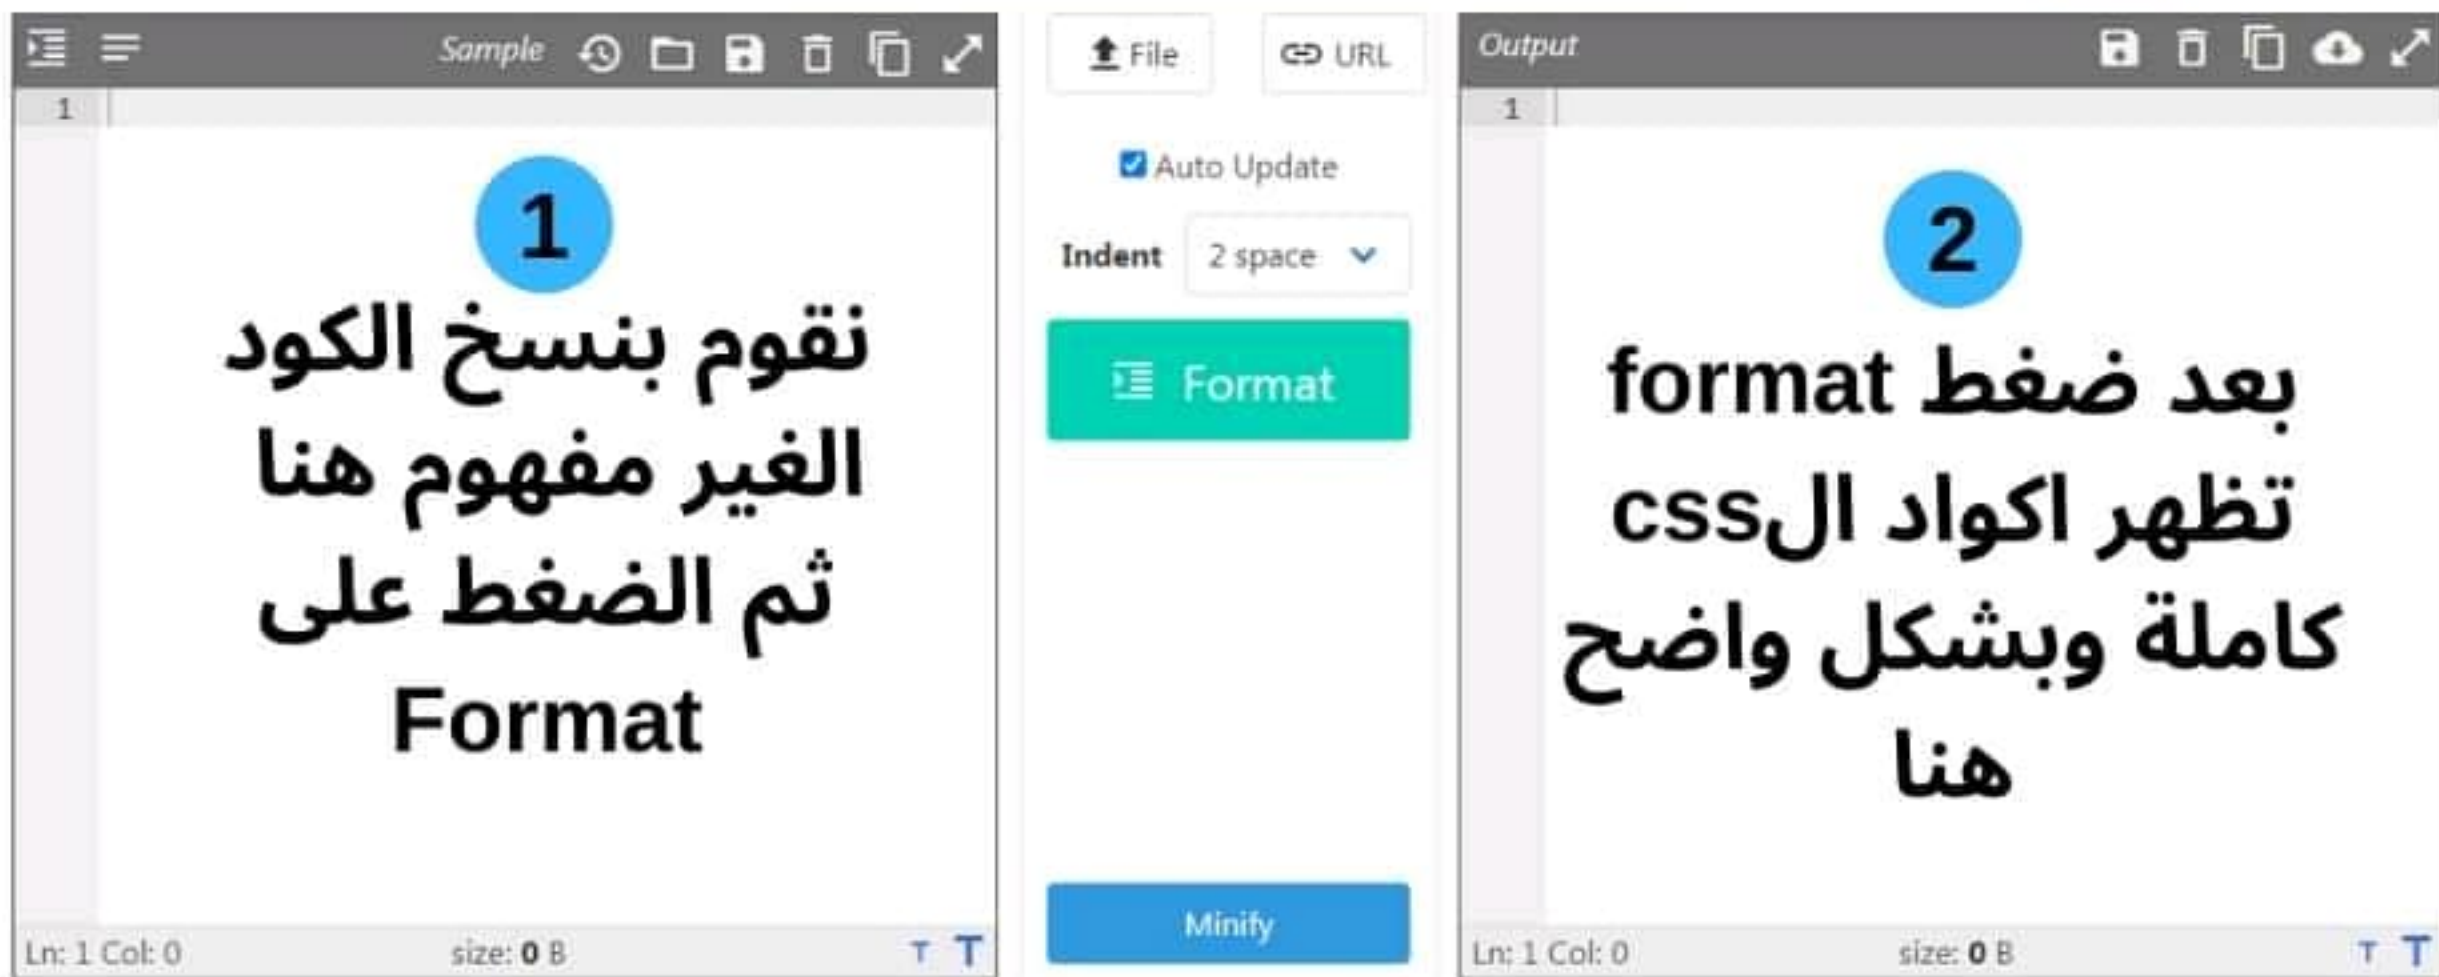 Sample
1
1
نقوم بنسخ الكود
الغير مفهوم هنا
ثم الضغط على
Format
Ln: 1 Col: 0 size: 0 B T T
File URL
Auto Update
Indent 2 space
Format
Minify
Output
1
2
بعد ضغط format
تظهر اكواد الcss
كاملة وبشكل واضح
هنا
Ln: 1 Col: 0 size: 0 B T T